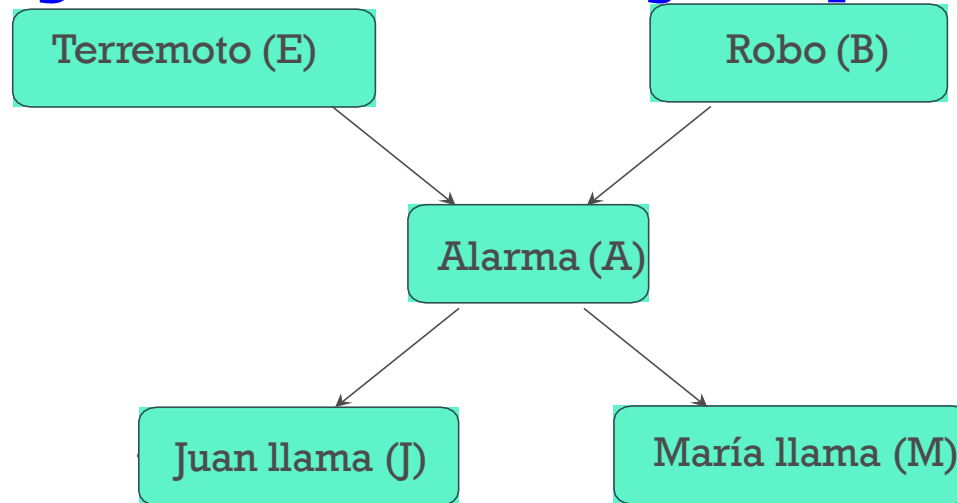 Terremoto (E)
Robo (B)
Alarma (A)
Juan llama (J)
María llama (M)